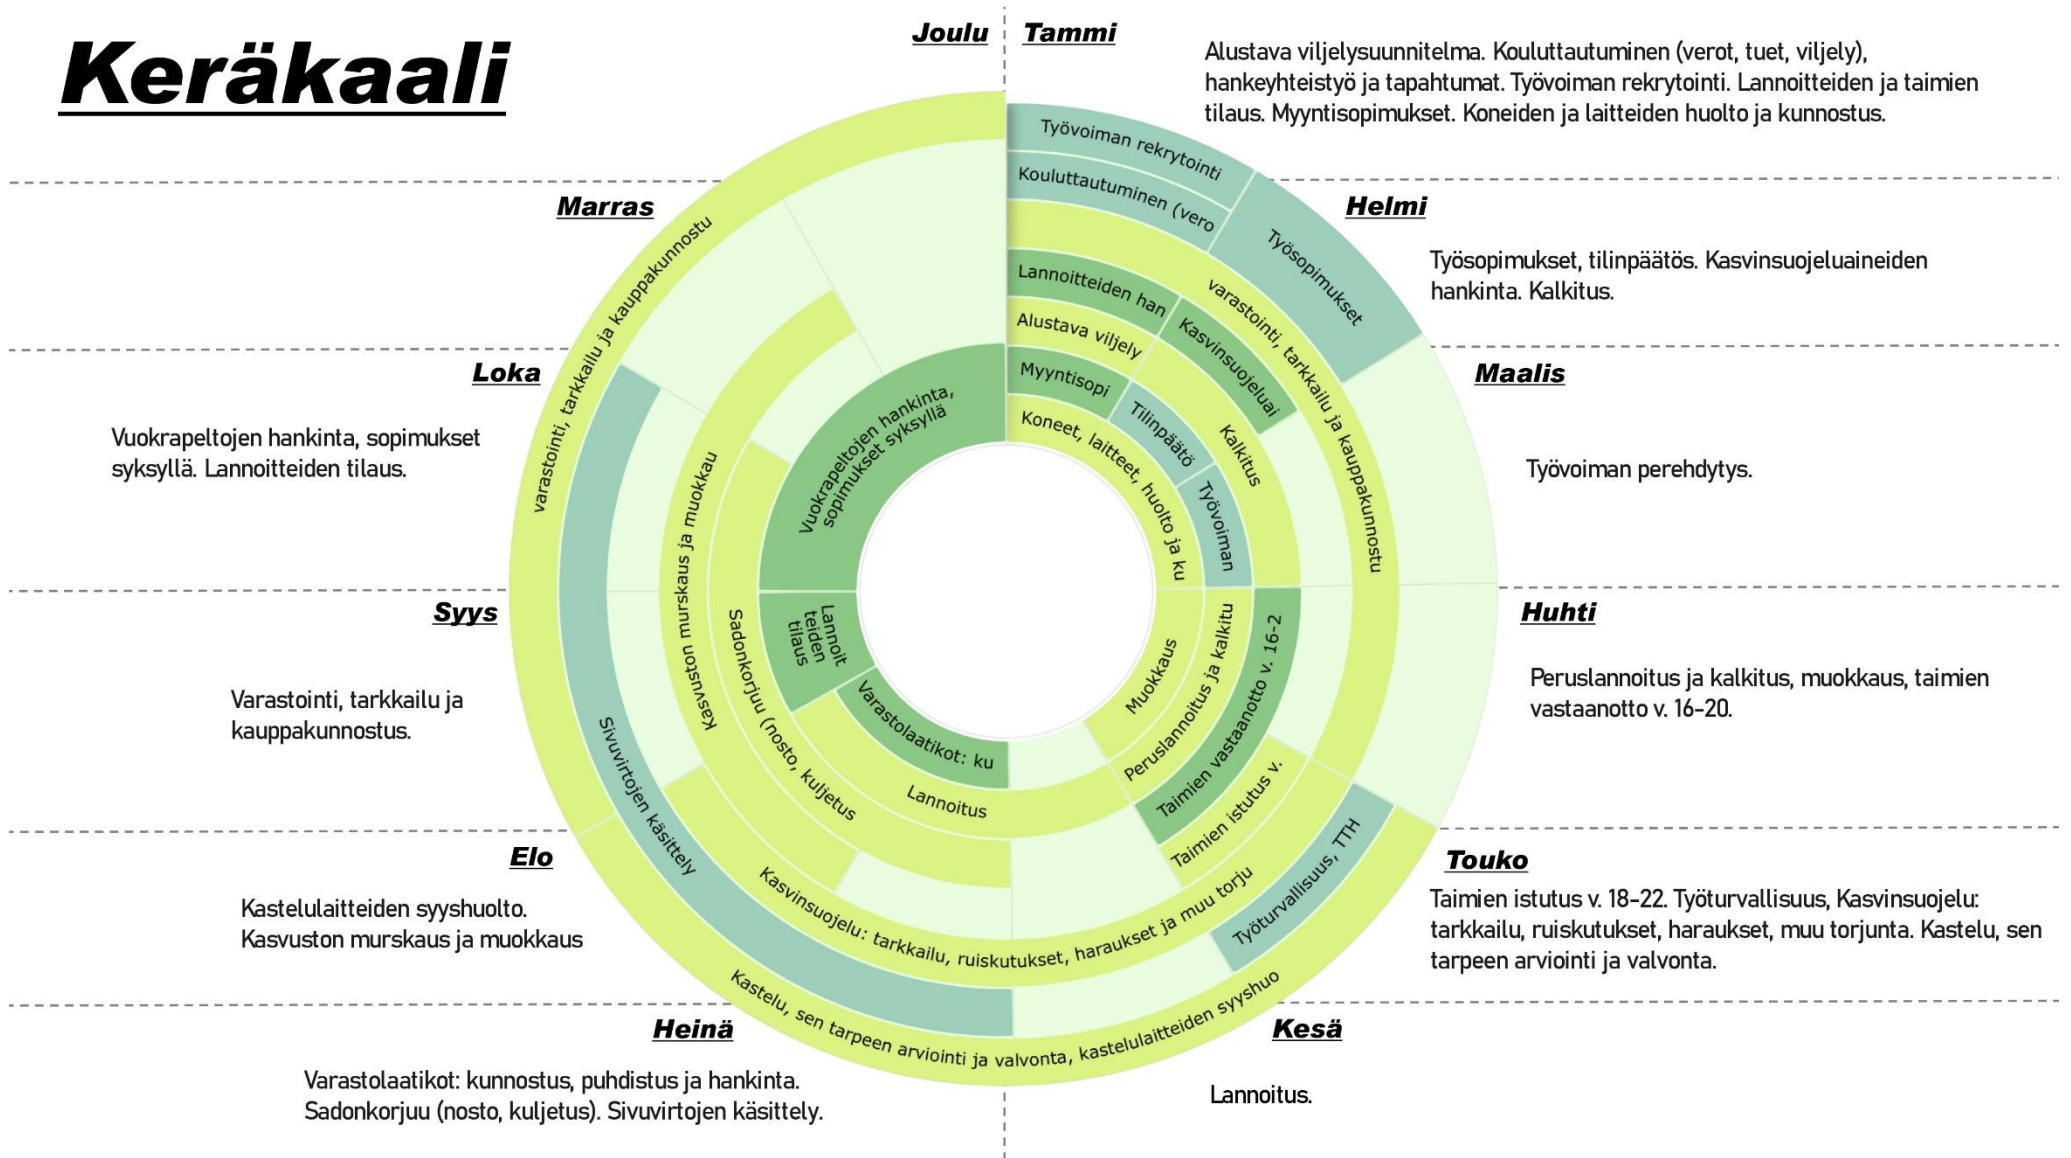 Keräkaali
Joulu
Tammi
Alustava viljelysuunnitelma. Kouluttautuminen (verot, tuet, viljely),
hankeyhteistyö ja tapahtumat. Työvoiman rekrytointi. Lannoitteiden ja taimien
tilaus. Myyntisopimukset. Koneiden ja laitteiden huolto ja kunnostus.
Helmi
Työsopimukset, tilinpäätös. Kasvinsuojeluaineiden
hankinta. Kalkitus.
Maalis
Työvoiman perehdytys.
Huhti
Peruslannoitus ja kalkitus, muokkaus, taimien
vastaanotto v. 16-20.
Touko
Taimien istutus v. 18-22. Työturvallisuus, Kasvinsuojelu:
tarkkailu, ruiskutukset, haraukset, muu torjunta. Kastelu, sen
tarpeen arviointi ja valvonta.
Kesä
Lannoitus.
Heinä
Varastolaatikot: kunnostus, puhdistus ja hankinta.
Sadonkorjuu (nosto, kuljetus). Sivuvirtojen käsittely.
Elo
Kastelulaitteiden syyshuolto.
Kasvuston murskaus ja muokkaus
Syys
Varastointi, tarkkailu ja
kauppakunnostus.
Loka
Vuokrapeltojen hankinta, sopimukset
syksyllä. Lannoitteiden tilaus.
Marras
Työvoiman rekrytointi
Kouluttautuminen (vero
Työsopimukset
varastointi, tarkkailu ja kauppakunnostu
Lannoitteiden han
Kasvinsuojeluai
Alustava viljely
Kalkitus
Myyntisopi
Tilinpäätö
Työvoiman
Koneet, laitteet, huolto ja ku
Muokkaus
Peruslannoitus ja kalkitu
Taimien vastaanotto v. 16-2
Taimien istutus v.
Työturvallisuus, TTH
Kasvinsuojelu: tarkkailu, ruiskutukset, haraukset ja muu torju
Kastelu, sen tarpeen arviointi ja valvonta, kastelulaitteiden syyshuo
Lannoitus
Varastolaatikot: ku
Sadonkorjuu (nosto, kuljetus
Sivuvirtojen käsittely
Kasvuston murskaus ja muokkau
Lannoit
teiden
tilaus
Vuokrapeltojen hankinta,
sopimukset syksyllä
varastointi, tarkkailu ja kauppakunnostu